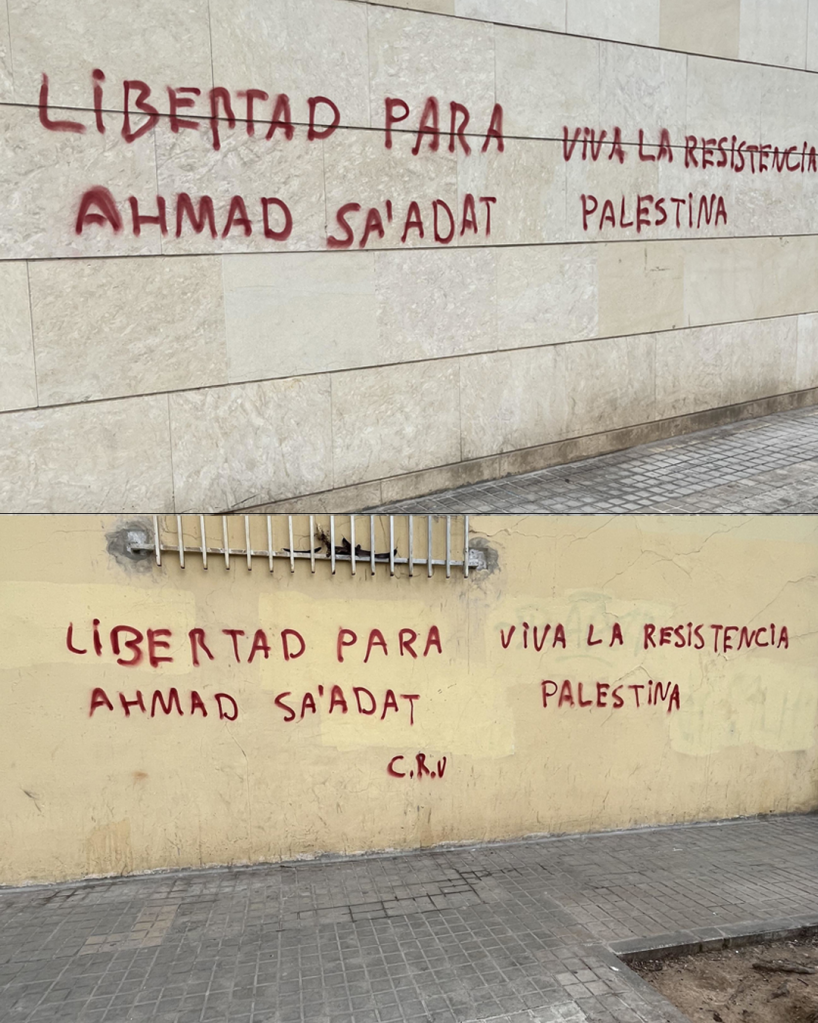 LiBERTAD PARA
AHMAD SA'ADAT
ViVA LA RESiSTENCiA
PALESTiNA
LiBERTAD PARA
AHMAD SA'ADAT
ViVA LA RESiSTENCiA
PALESTiNA
C.R.V